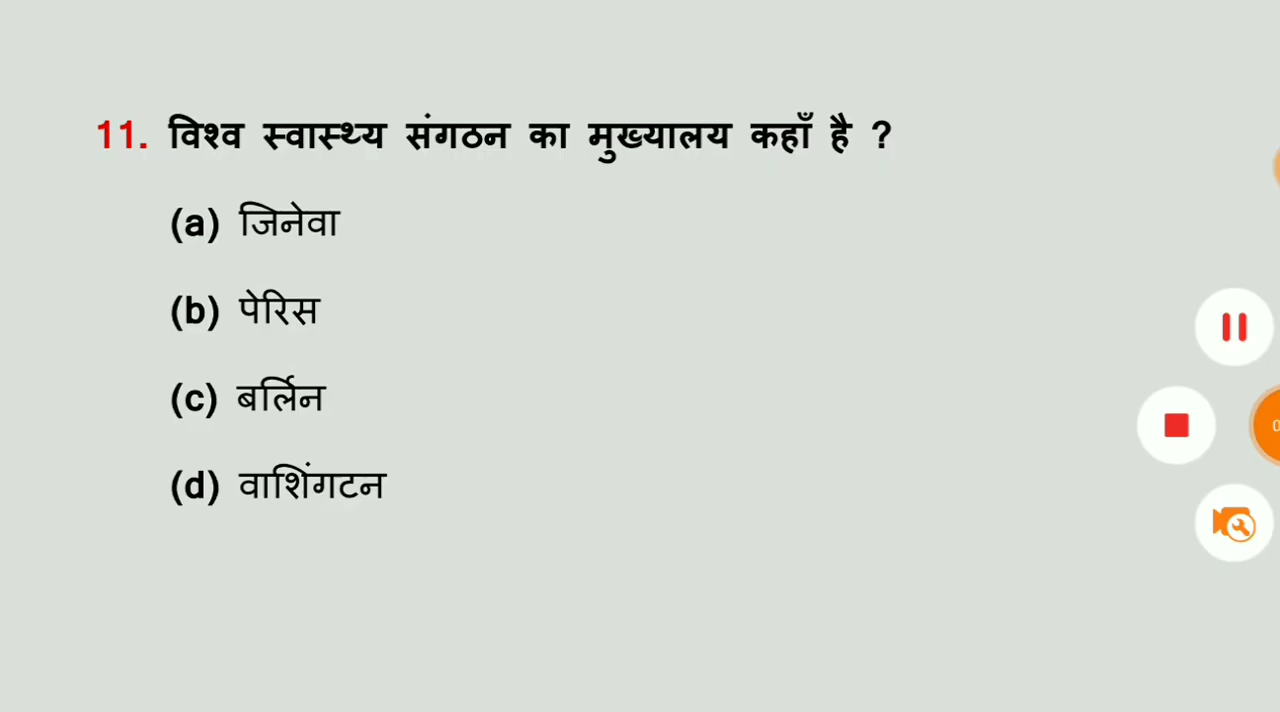 11. विश्व स्वास्थ्य संगठन का मुख्यालय कहाँ है ?
(a) जिनेवा
(b) पेरिस
(c) बर्लिन
(d) वाशिंगटन